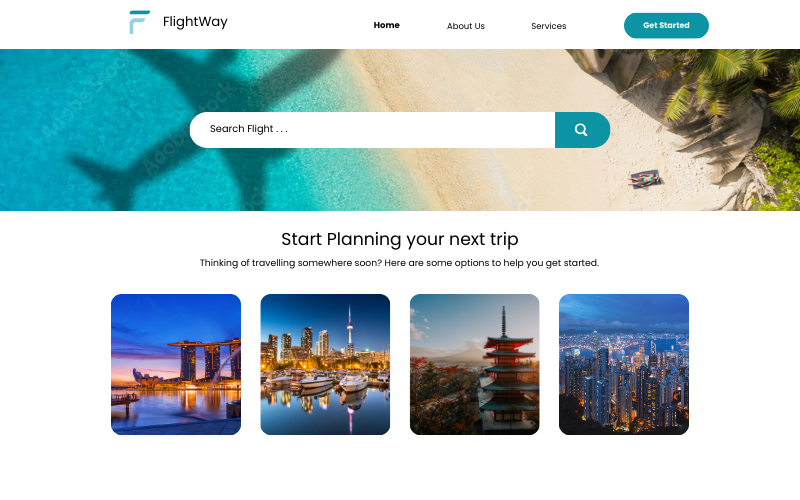 FlightWay
Home
About Us
Services
Get Started
Search Flight . . .
Start Planning your next trip
Thinking of travelling somewhere soon? Here are some options to help you get started.